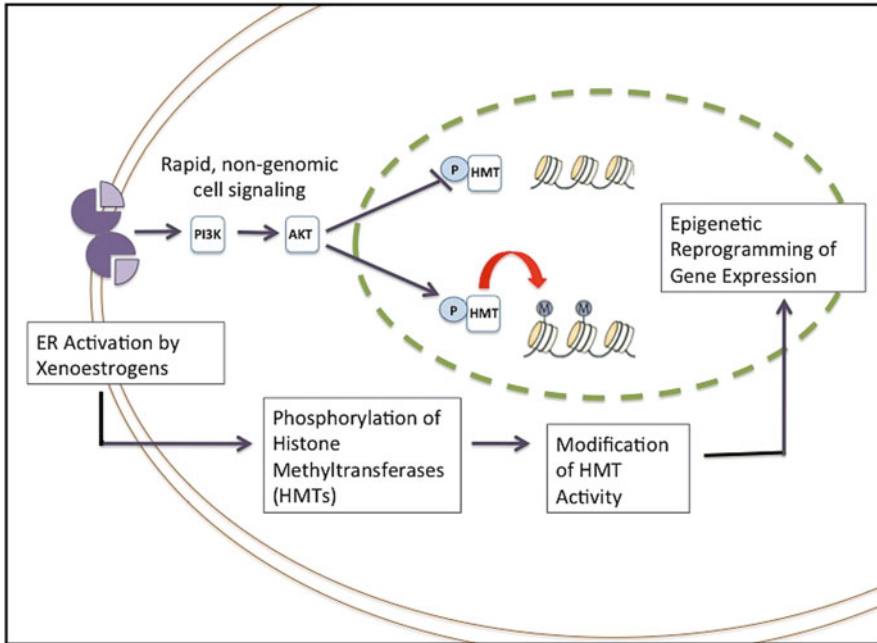 Rapid, non-genomic
cell signaling
PI3K
AKT
P
HMT
P
HMT
M
M
Epigenetic
Reprogramming of
Gene Expression
ER Activation by
Xenoestrogens
Phosphorylation of
Histone
Methyltransferases
(HMTs)
Modification
of HMT
Activity